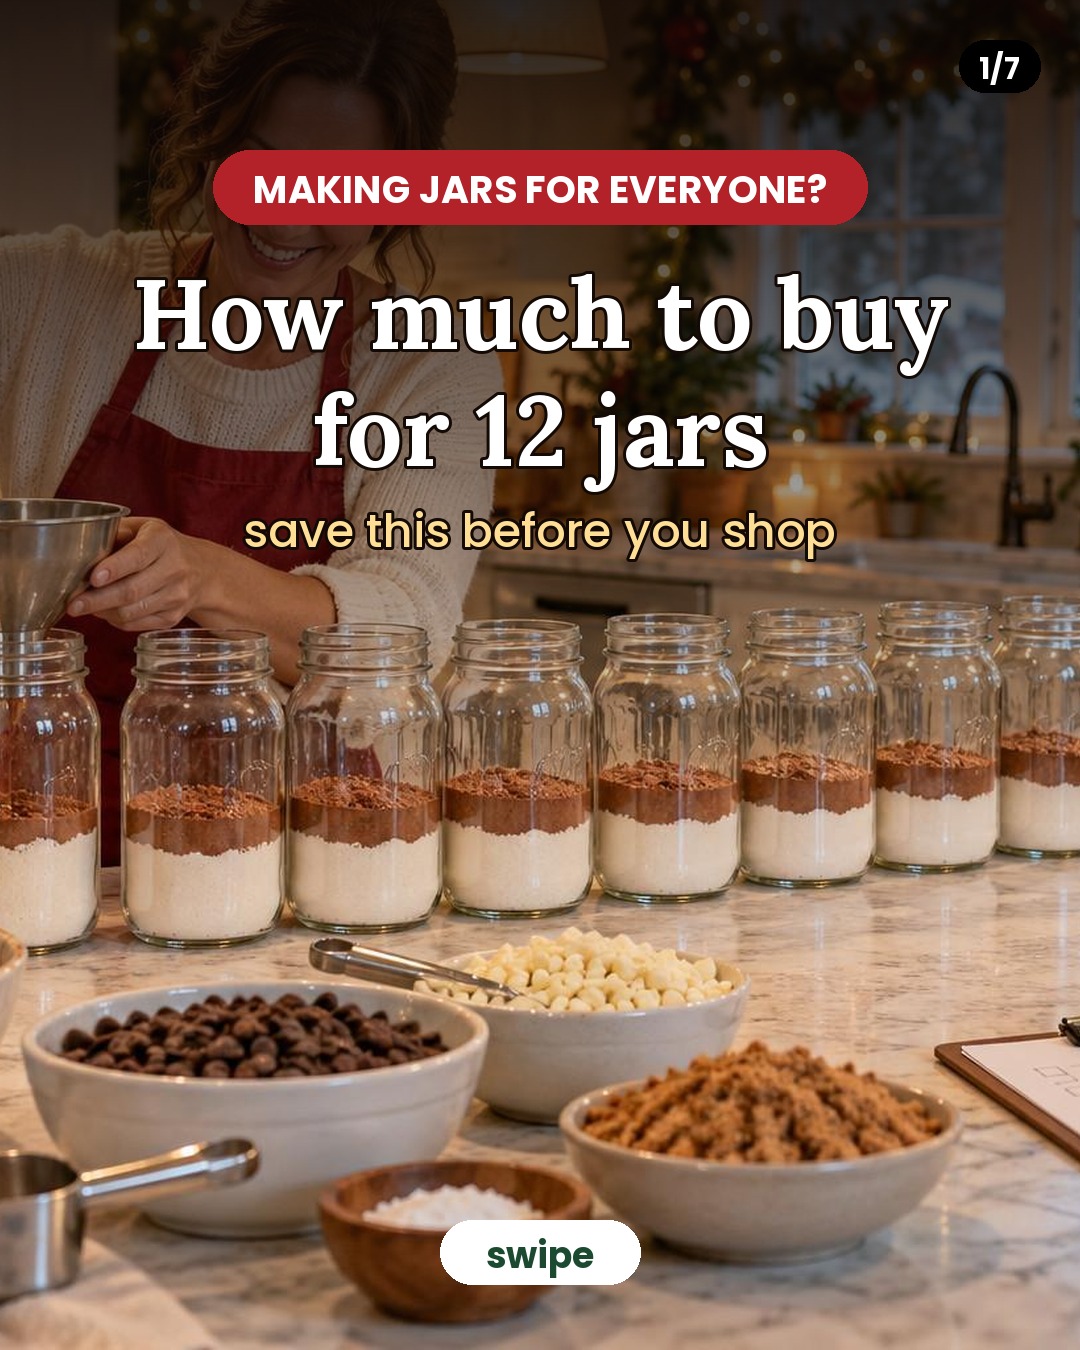 1/7
MAKING JARS FOR EVERYONE?
How much to buy
for 12 jars
save this before you shop
swipe